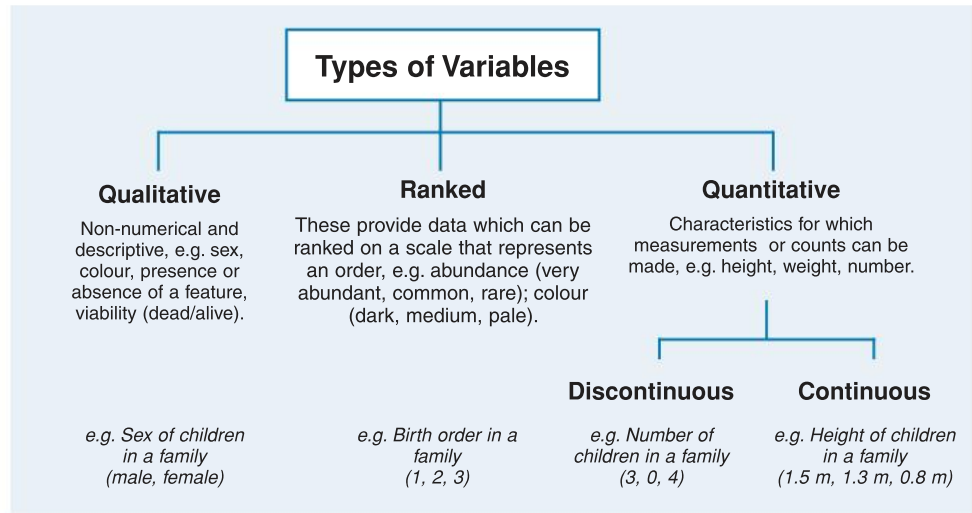 Types of Variables
Qualitative
Non-numerical and
descriptive, e.g. sex,
colour, presence or
absence of a feature,
viability (dead/alive).
Ranked
These provide data which can be
ranked on a scale that represents
an order, e.g. abundance (very
abundant, common, rare); colour
(dark, medium, pale).
Quantitative
Characteristics for which
measurements or counts can be
made, e.g. height, weight, number.
Discontinuous
Continuous
e.g. Sex of children
in a family
(male, female)
e.g. Birth order in a
family
(1, 2, 3)
e.g. Number of
children in a family
(3, 0, 4)
e.g. Height of children
in a family
(1.5 m, 1.3 m, 0.8 m)